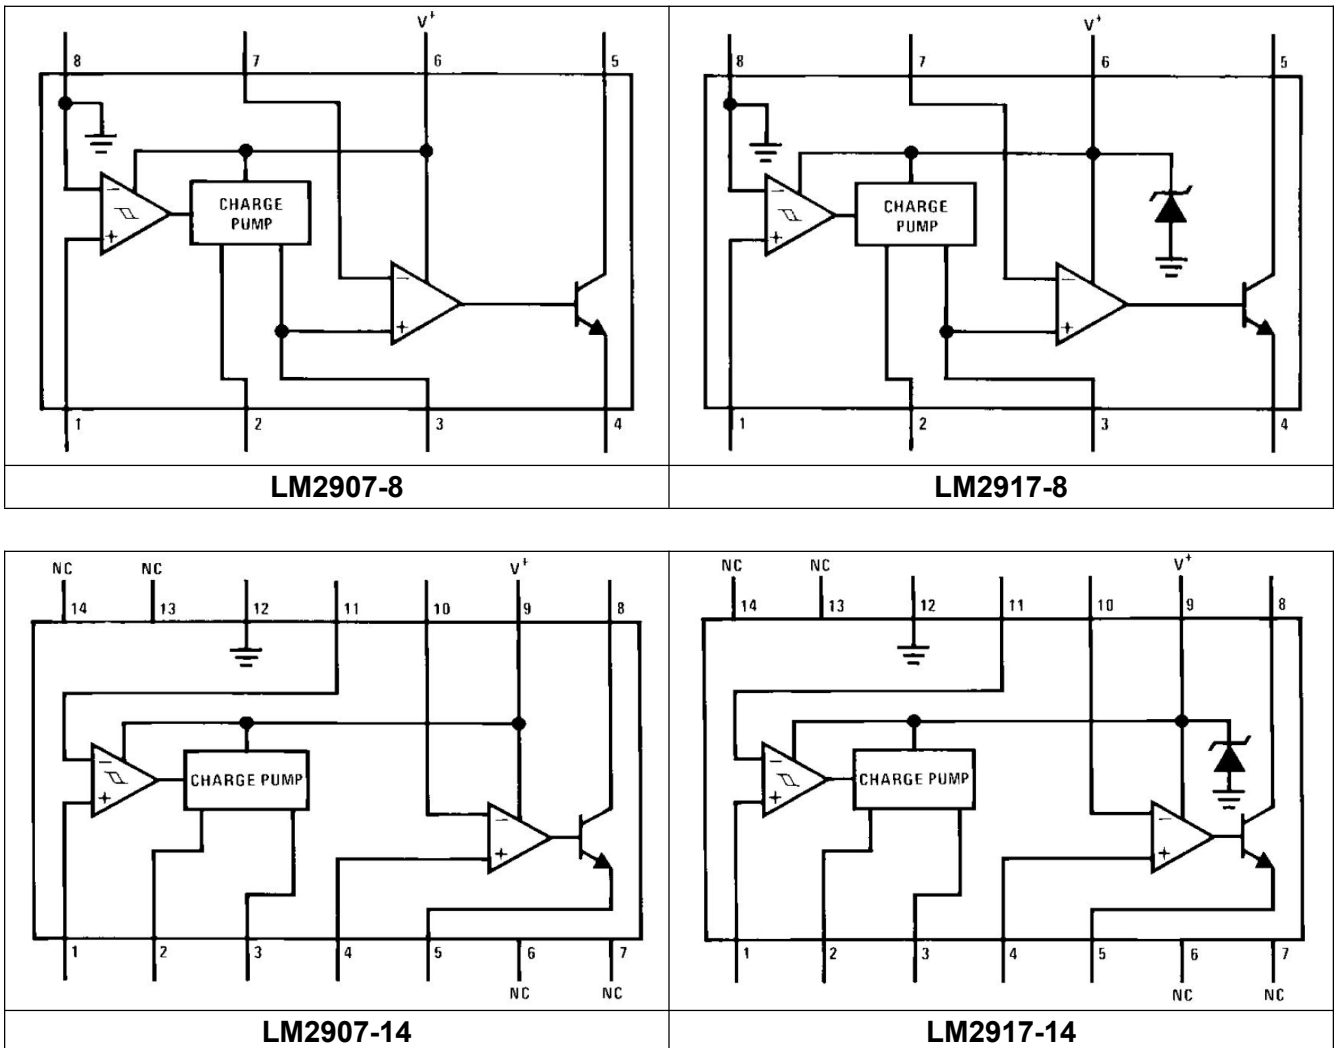 V+
8 7 6 5
− +
CHARGE
PUMP
− +
1 2 3 4
LM2907-8
V+
8 7 6 5
− +
CHARGE
PUMP
− +
1 2 3 4
LM2917-8
NC NC V+
14 13 12 11 10 9 8
− +
CHARGE PUMP
− +
1 2 3 4 5 6 7
NC NC
LM2907-14
NC NC V+
14 13 12 11 10 9 8
− +
CHARGE PUMP
− +
1 2 3 4 5 6 7
NC NC
LM2917-14